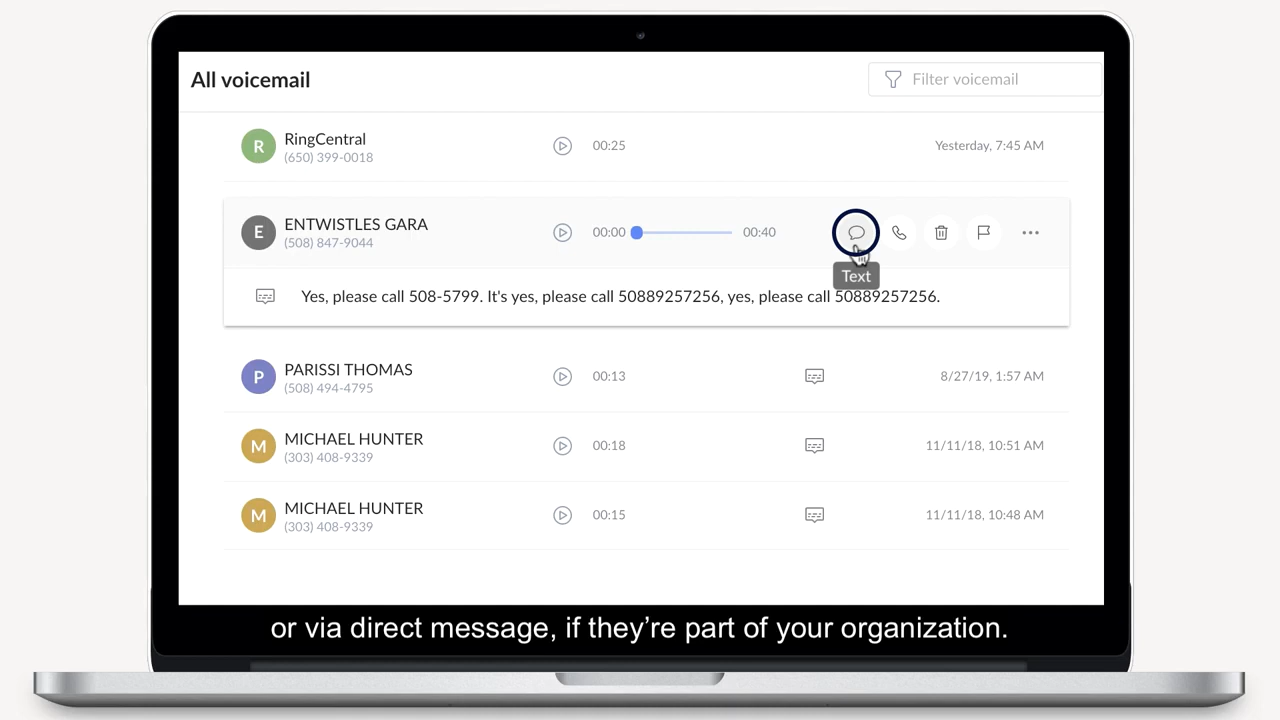 All voicemail
Filter voicemail
R
RingCentral
(650) 399-0018
00:25
Yesterday, 7:45 AM
E
ENTWISTLES GARA
(508) 847-9044
00:00
00:40
Text
Yes, please call 508-5799. It's yes, please call 50889257256, yes, please call 50889257256.
P
PARISSI THOMAS
(508) 494-4795
00:13
8/27/19, 1:57 AM
M
MICHAEL HUNTER
(303) 408-9339
00:18
11/11/18, 10:51 AM
M
MICHAEL HUNTER
(303) 408-9339
00:15
11/11/18, 10:48 AM
or via direct message, if they’re part of your organization.